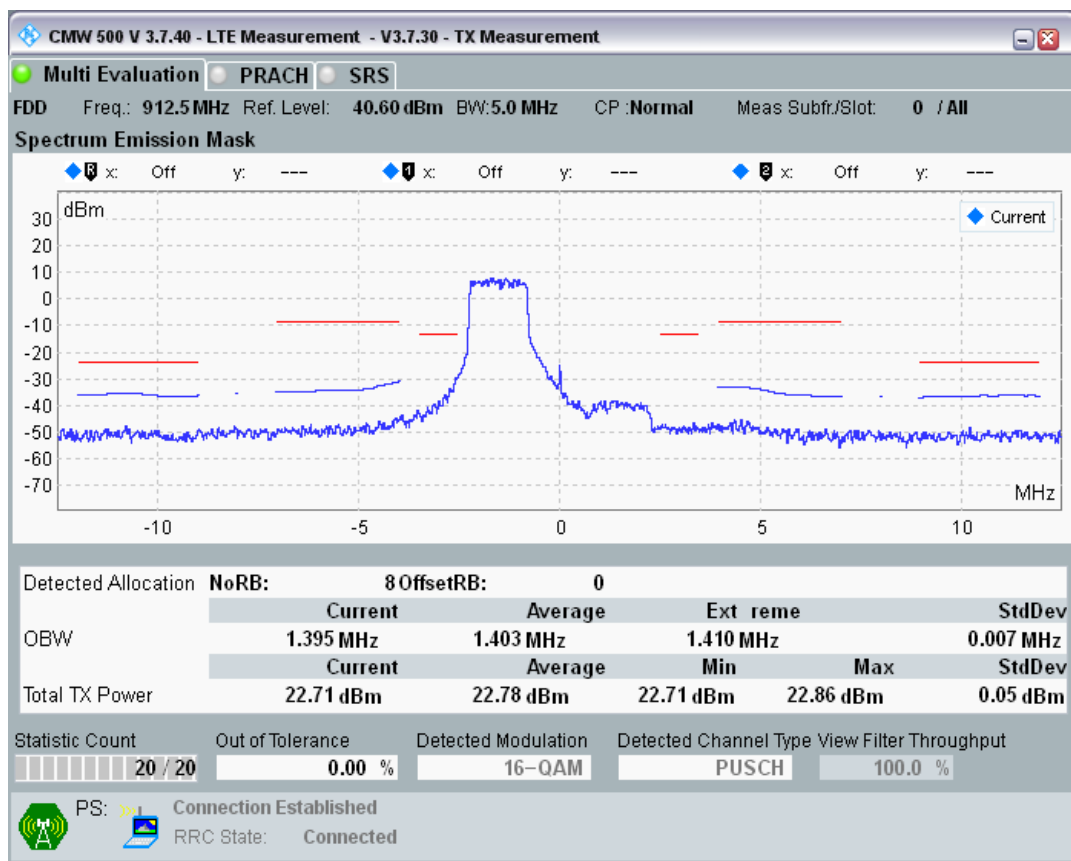 CMW 500 V 3.7.40 - LTE Measurement - V3.7.30 - TX Measurement
Multi Evaluation PRACH SRS
FDD Freq.: 912.5 MHz Ref. Level: 40.60 dBm BW:5.0 MHz CP :Normal Meas Subfr./Slot: 0 / All
Spectrum Emission Mask
R x: Off y: --- 1 x: Off y: --- 2 x: Off y: ---
dBm
Current
30
20
10
0
-10
-20
-30
-40
-50
-60
-70
MHz
-10 -5 0 5 10
Detected Allocation NoRB: 8 OffsetRB: 0
Current Average Ext reme StdDev
OBW 1.395 MHz 1.403 MHz 1.410 MHz 0.007 MHz
Current Average Min Max StdDev
Total TX Power 22.71 dBm 22.78 dBm 22.71 dBm 22.86 dBm 0.05 dBm
Statistic Count Out of Tolerance Detected Modulation Detected Channel Type View Filter Throughput
20 / 20 0.00 % 16-QAM PUSCH 100.0 %
PS: Connection Established
RRC State: Connected